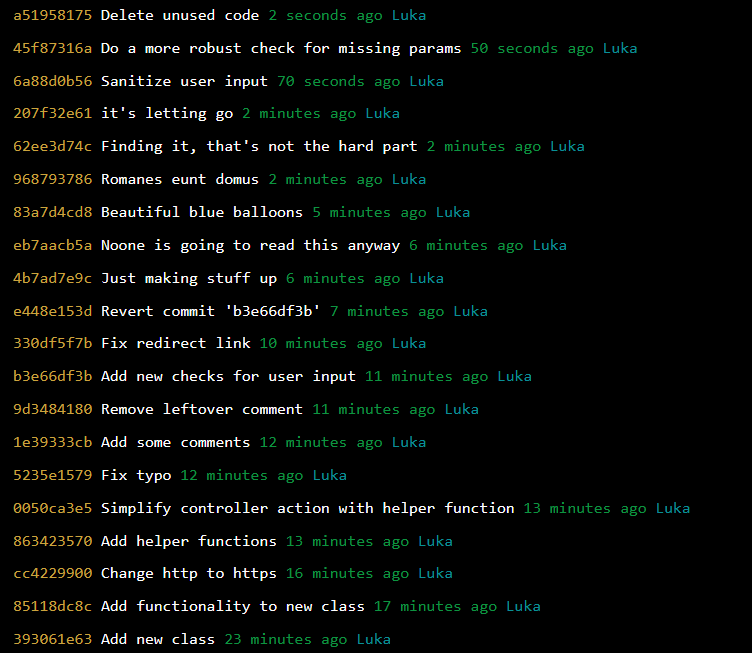 a51958175 Delete unused code 2 seconds ago Luka
45f87316a Do a more robust check for missing params 50 seconds ago Luka
6a88d0b56 Sanitize user input 70 seconds ago Luka
207f32e61 it's letting go 2 minutes ago Luka
62ee3d74c Finding it, that's not the hard part 2 minutes ago Luka
968793786 Romanes eunt domus 2 minutes ago Luka
83a7d4cd8 Beautiful blue balloons 5 minutes ago Luka
eb7aacb5a Noone is going to read this anyway 6 minutes ago Luka
4b7ad7e9c Just making stuff up 6 minutes ago Luka
e448e153d Revert commit 'b3e66df3b' 7 minutes ago Luka
330df5f7b Fix redirect link 10 minutes ago Luka
b3e66df3b Add new checks for user input 11 minutes ago Luka
9d3484180 Remove leftover comment 11 minutes ago Luka
1e39333cb Add some comments 12 minutes ago Luka
5235e1579 Fix typo 12 minutes ago Luka
0050ca3e5 Simplify controller action with helper function 13 minutes ago Luka
863423570 Add helper functions 13 minutes ago Luka
cc4229900 Change http to https 16 minutes ago Luka
85118dc8c Add functionality to new class 17 minutes ago Luka
393061e63 Add new class 23 minutes ago Luka